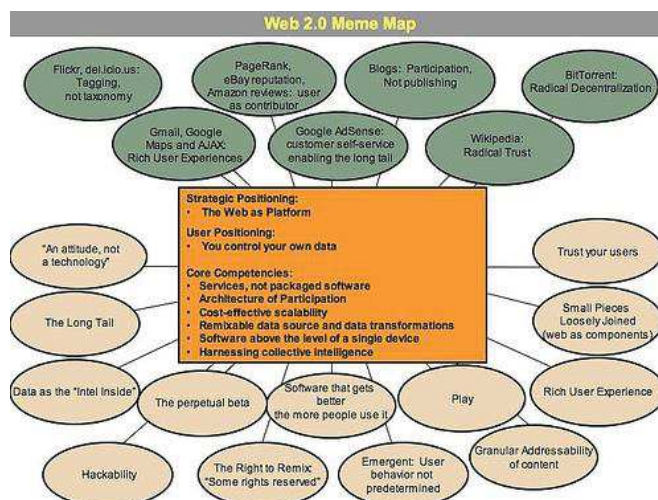 Web 2.0 Meme Map
Flickr, del.icio.us:
Tagging,
not taxonomy
PageRank,
eBay reputation,
Amazon reviews: user
as contributor
Blogs: Participation,
Not publishing
BitTorrent:
Radical Decentralization
Gmail, Google
Maps and AJAX:
Rich User Experiences
Google AdSense:
customer self-service
enabling the long tail
Wikipedia:
Radical Trust
Strategic Positioning:
• The Web as Platform
User Positioning:
• You control your own data
Core Competencies:
• Services, not packaged software
• Architecture of Participation
• Cost-effective scalability
• Remixable data source and data transformations
• Software above the level of a single device
• Harnessing collective intelligence
"An attitude, not
a technology"
Trust your users
The Long Tail
Small Pieces
Loosely Joined
(web as components)
Data as the "Intel Inside"
The perpetual beta
Software that gets
better
the more people use it
Play
Rich User Experience
Hackability
The Right to Remix:
"Some rights reserved"
Emergent: User
behavior not
predetermined
Granular Addressability
of content